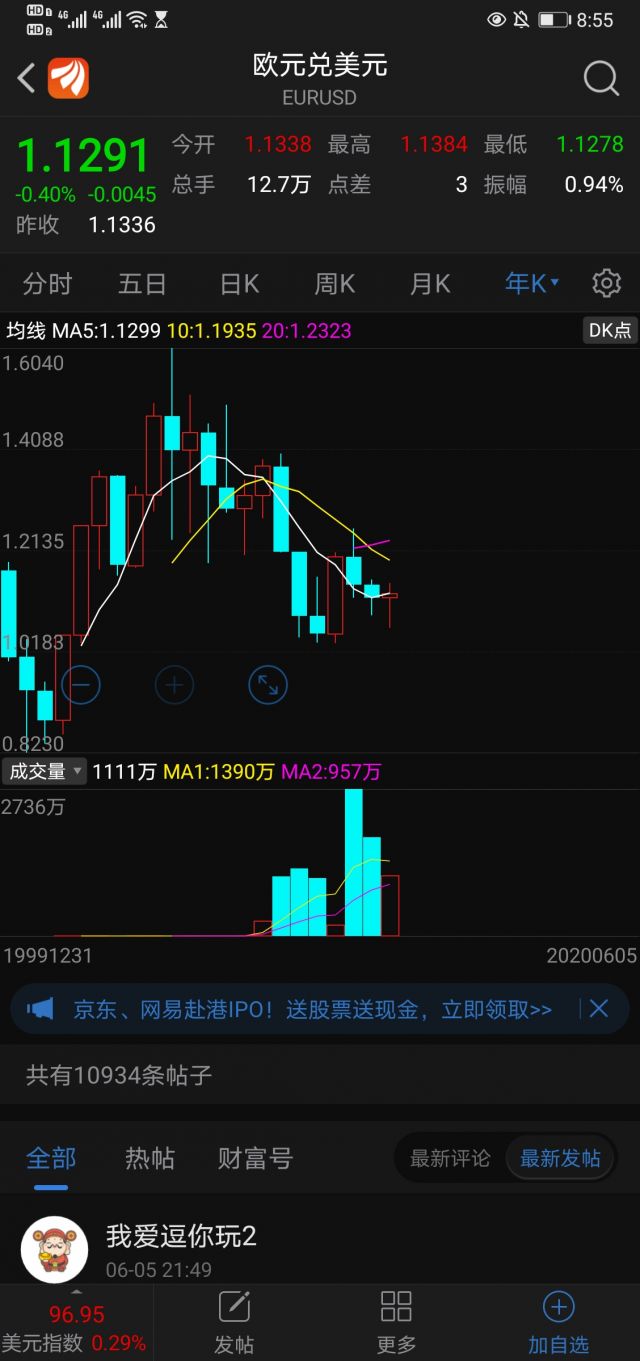 HD 1 4G 4G 8:55
HD 2
欧元兑美元
EURUSD
1.1291 今开 1.1338 最高 1.1384 最低 1.1278
-0.40% -0.0045 总手 12.7万 点差 3 振幅 0.94%
昨收 1.1336
分时 五日 日K 周K 月K 年K
均线 MA5:1.1299 10:1.1935 20:1.2323 DK点
1.6040
1.4088
1.2135
1.0183
0.8230
成交量 1111万 MA1:1390万 MA2:957万
2736万
19991231 20200605
京东、网易赴港IPO！送股票送现金，立即领取>>
共有10934条帖子
全部 热帖 财富号 最新评论 最新发帖
我爱逗你玩2
06-05 21:49
96.95
美元指数 0.29% 发帖 更多 加自选